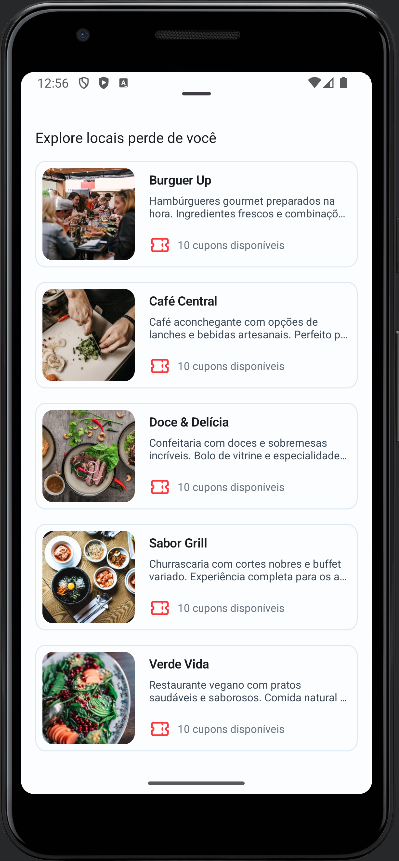 12:56
A
Explore locais perde de você
Burguer Up
Hambúrgueres gourmet preparados na
hora. Ingredientes frescos e combinaçõ...
10 cupons disponíveis
Café Central
Café aconchegante com opções de
lanches e bebidas artesanais. Perfeito p...
10 cupons disponíveis
Doce & Delícia
Confeitaria com doces e sobremesas
incríveis. Bolo de vitrine e especialidade...
10 cupons disponíveis
Sabor Grill
Churrascaria com cortes nobres e buffet
variado. Experiência completa para os a...
10 cupons disponíveis
Verde Vida
Restaurante vegano com pratos
saudáveis e saborosos. Comida natural ...
10 cupons disponíveis